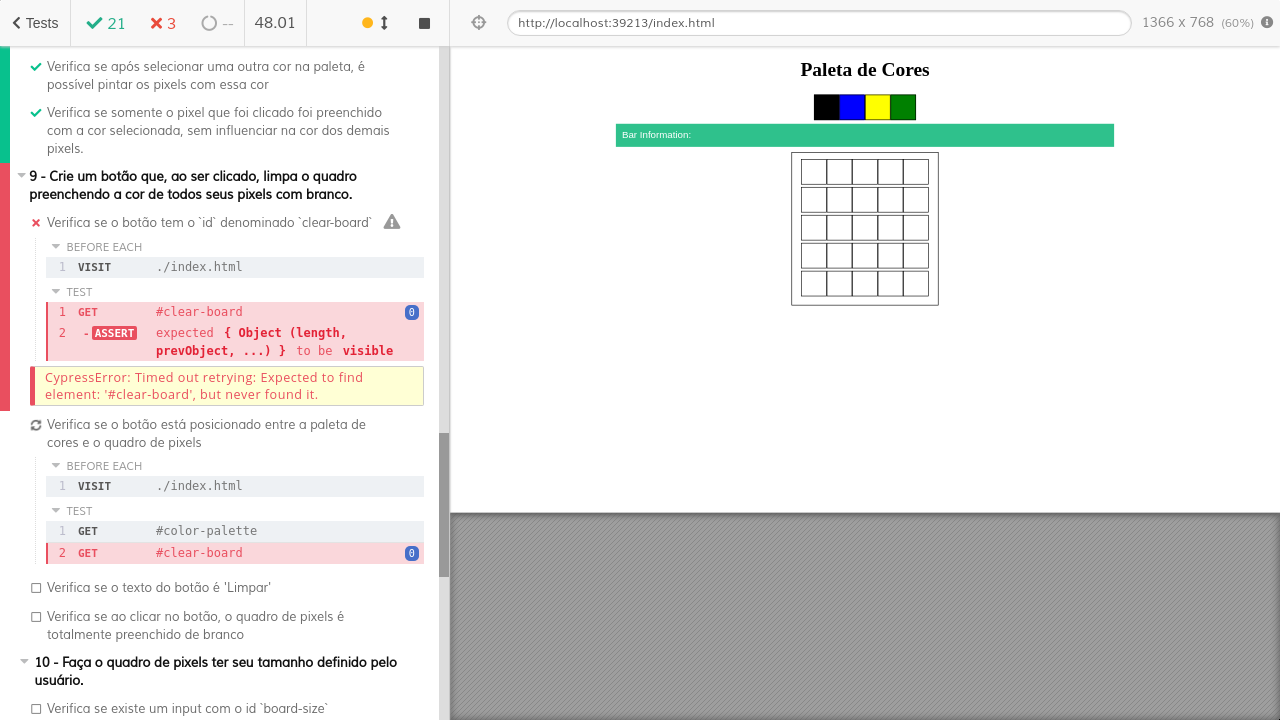 Tests
21
3
--
48.01
http://localhost:39213/index.html
1366 x 768 (60%)
Verifica se após selecionar uma outra cor na paleta, é
possível pintar os pixels com essa cor
Verifica se somente o pixel que foi clicado foi preenchido
com a cor selecionada, sem influenciar na cor dos demais
pixels.
9 - Crie um botão que, ao ser clicado, limpa o quadro
preenchendo a cor de todos seus pixels com branco.
Verifica se o botão tem o `id` denominado `clear-board`
BEFORE EACH
1 VISIT ./index.html
TEST
1 GET #clear-board 0
2 - ASSERT expected { Object (length,
prevObject, ...) } to be visible
CypressError: Timed out retrying: Expected to find
element: '#clear-board', but never found it.
Verifica se o botão está posicionado entre a paleta de
cores e o quadro de pixels
BEFORE EACH
1 VISIT ./index.html
TEST
1 GET #color-palette
2 GET #clear-board 0
Verifica se o texto do botão é 'Limpar'
Verifica se ao clicar no botão, o quadro de pixels é
totalmente preenchido de branco
10 - Faça o quadro de pixels ter seu tamanho definido pelo
usuário.
Verifica se existe um input com o id `board-size`
Paleta de Cores
Bar Information: